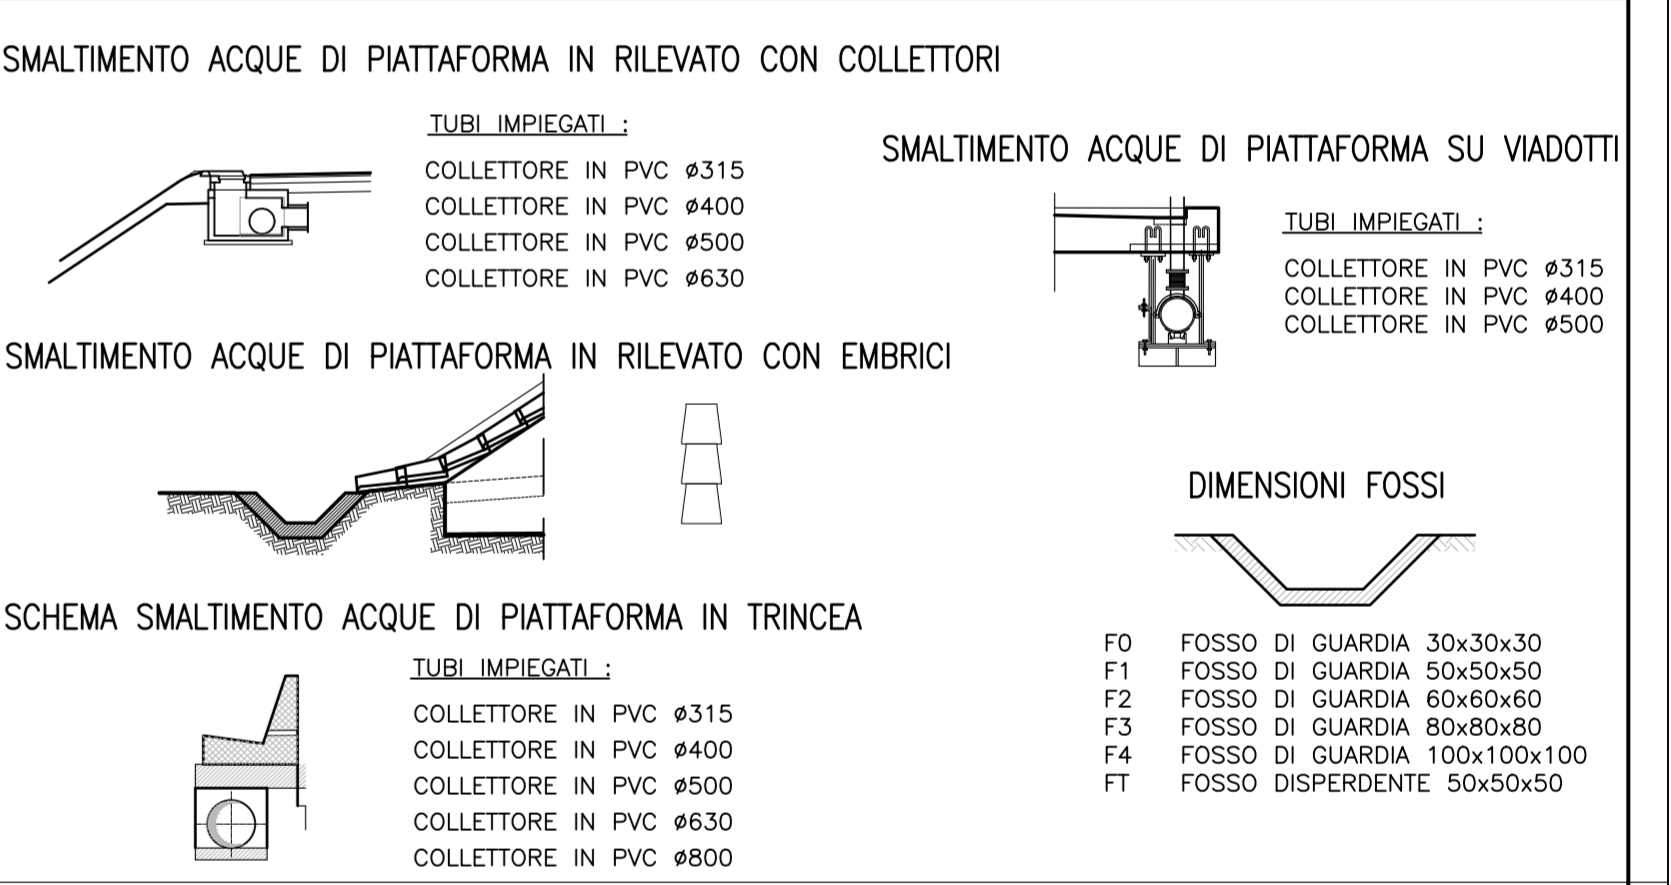 SMALTIMENTO ACQUE DI PIATTAFORMA IN RILEVATO CON COLLETTORI
TUBI IMPIEGATI :
COLLETTORE IN PVC ø315
COLLETTORE IN PVC ø400
COLLETTORE IN PVC ø500
COLLETTORE IN PVC ø630
SMALTIMENTO ACQUE DI PIATTAFORMA SU VIADOTTI
TUBI IMPIEGATI :
COLLETTORE IN PVC ø315
COLLETTORE IN PVC ø400
COLLETTORE IN PVC ø500
SMALTIMENTO ACQUE DI PIATTAFORMA IN RILEVATO CON EMBRICI
DIMENSIONI FOSSI
F0 FOSSO DI GUARDIA 30x30x30
F1 FOSSO DI GUARDIA 50x50x50
F2 FOSSO DI GUARDIA 60x60x60
F3 FOSSO DI GUARDIA 80x80x80
F4 FOSSO DI GUARDIA 100x100x100
FT FOSSO DISPERDENTE 50x50x50
SCHEMA SMALTIMENTO ACQUE DI PIATTAFORMA IN TRINCEA
TUBI IMPIEGATI :
COLLETTORE IN PVC ø315
COLLETTORE IN PVC ø400
COLLETTORE IN PVC ø500
COLLETTORE IN PVC ø630
COLLETTORE IN PVC ø800